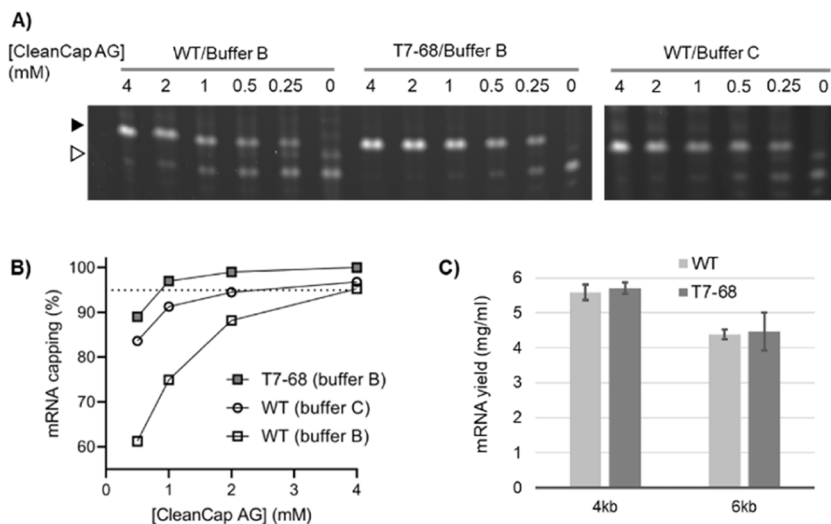 A)
[CleanCap AG] WT/Buffer B T7-68/Buffer B WT/Buffer C
(mM)
4 2 1 0.5 0.25 0 4 2 1 0.5 0.25 0 4 2 1 0.5 0.25 0
B)
mRNA capping (%)
100
90
80
70
60
T7-68 (buffer B)
WT (buffer C)
WT (buffer B)
0 1 2 3 4
[CleanCap AG] (mM)
C)
WT
T7-68
mRNA yield (mg/ml)
6
5
4
3
2
1
0
4kb 6kb